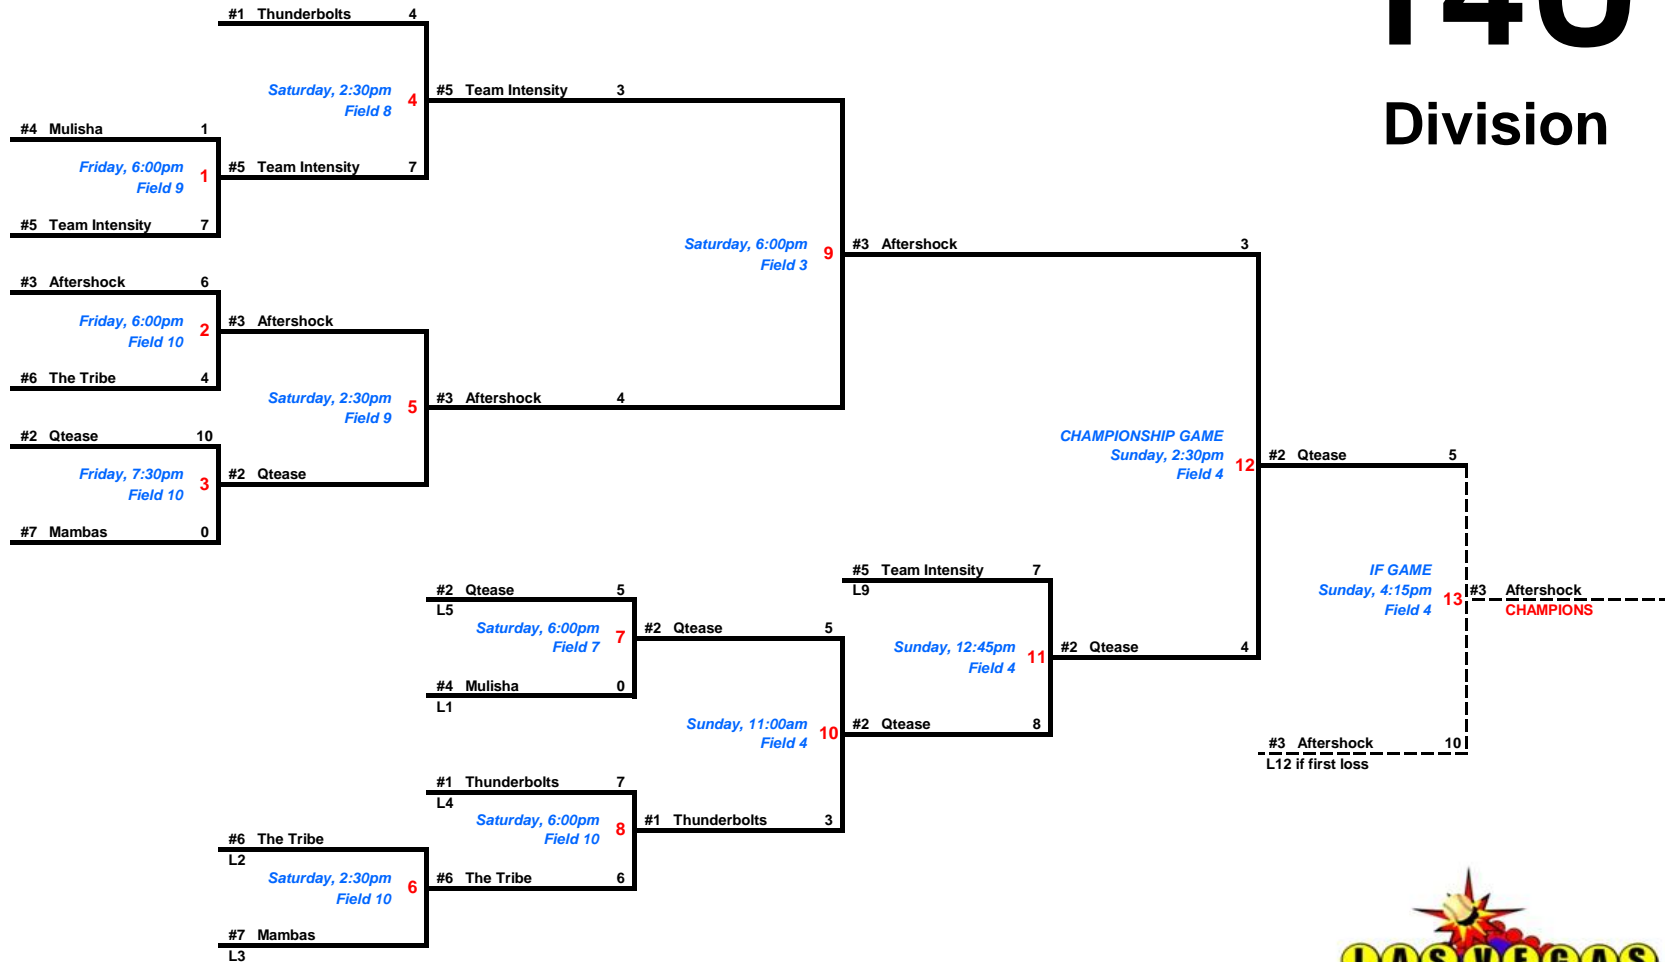 14U
Division
#1 Thunderbolts 4
Saturday, 2:30pm 4
Field 8
#5 Team Intensity 3
#4 Mulisha 1
Friday, 6:00pm 1
Field 9
#5 Team Intensity 7
#5 Team Intensity 7
#3 Aftershock 6
Friday, 6:00pm 2
Field 10
#3 Aftershock
#6 The Tribe 4
Saturday, 2:30pm 5
Field 9
#3 Aftershock 4
#2 Qtease 10
Friday, 7:30pm 3
Field 10
#2 Qtease
#7 Mambas 0
Saturday, 6:00pm 9
Field 3
#3 Aftershock 3
CHAMPIONSHIP GAME
Sunday, 2:30pm 12
Field 4
#2 Qtease 5
#2 Qtease 5
L5
Saturday, 6:00pm 7
Field 7
#2 Qtease 5
#4 Mulisha 0
L1
#5 Team Intensity 7
L9
Sunday, 12:45pm 11
Field 4
#2 Qtease 4
Sunday, 11:00am 10
Field 4
#2 Qtease 8
IF GAME
Sunday, 4:15pm 13
Field 4
#3 Aftershock
CHAMPIONS
#3 Aftershock 10
L12 if first loss
#1 Thunderbolts 7
L4
Saturday, 6:00pm 8
Field 10
#1 Thunderbolts 3
#6 The Tribe
L2
Saturday, 2:30pm 6
Field 10
#6 The Tribe 6
#7 Mambas
L3
LAS VEGAS